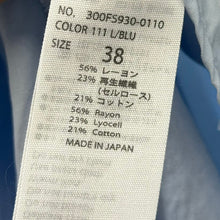 NO. 300FS930-0110
COLOR 111 L/BLU
SIZE
38
56% レーヨン
23% 再生繊維
(セルロース)
21% コットン
56% Rayon
23% Lyocell
21% Cotton
MADE IN JAPAN